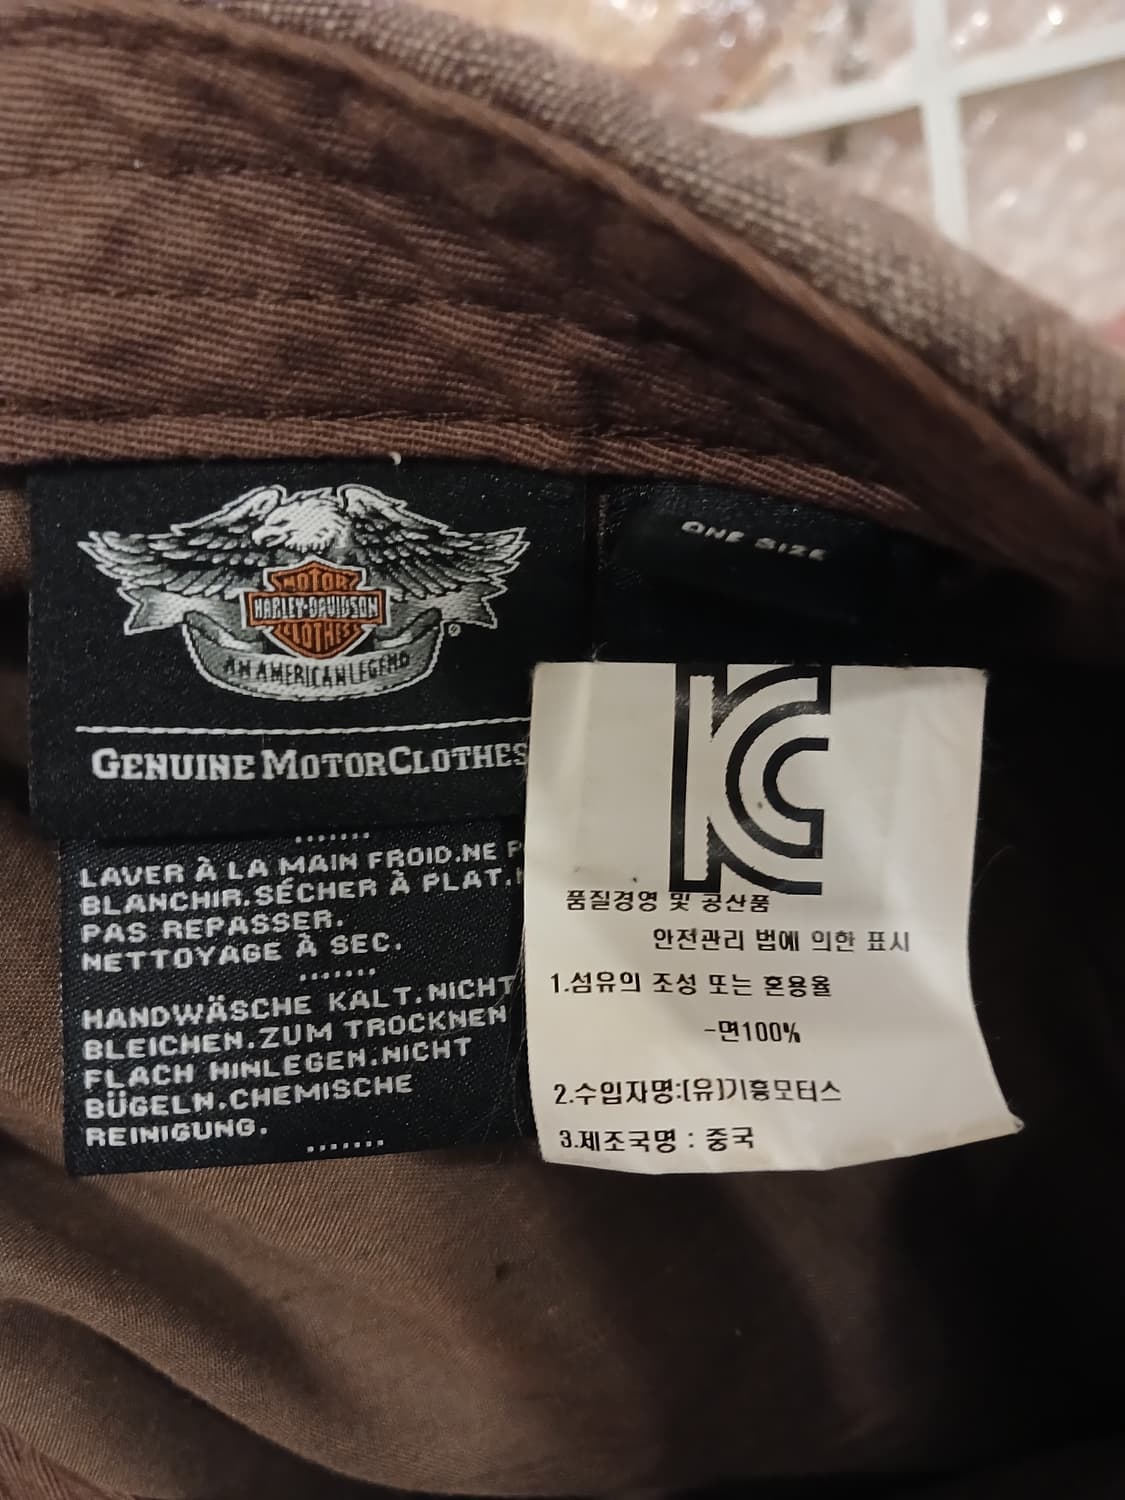 MOTOR
HARLEY-DAVIDSON
CLOTHES
AN AMERICAN LEGEND
®
GENUINE MOTORCLOTHES
ONE SIZE
LAVER À LA MAIN FROID.NE
BLANCHIR.SÉCHER À PLAT.
PAS REPASSER.
NETTOYAGE À SEC.
HANDWÄSCHE KALT.NICHT
BLEICHEN.ZUM TROCKNEN
FLACH HINLEGEN.NICHT
BÜGELN.CHEMISCHE
REINIGUNG.
KC
품질경영 및 공산품
안전관리 법에 의한 표시
1.섬유의 조성 또는 혼용율
-면100%
2.수입자명:(유)기흥모터스
3.제조국명 : 중국